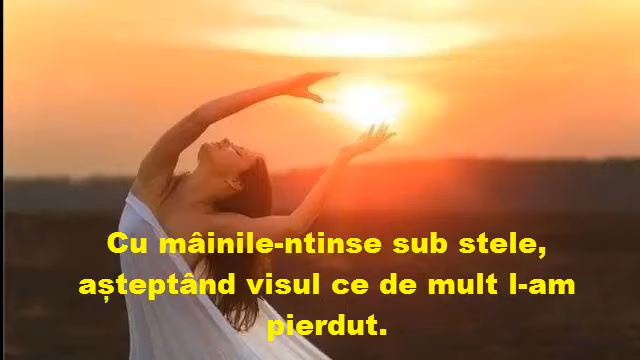 Cu mâinile-ntinse sub stele,
așteptând visul ce de mult l-am
pierdut.